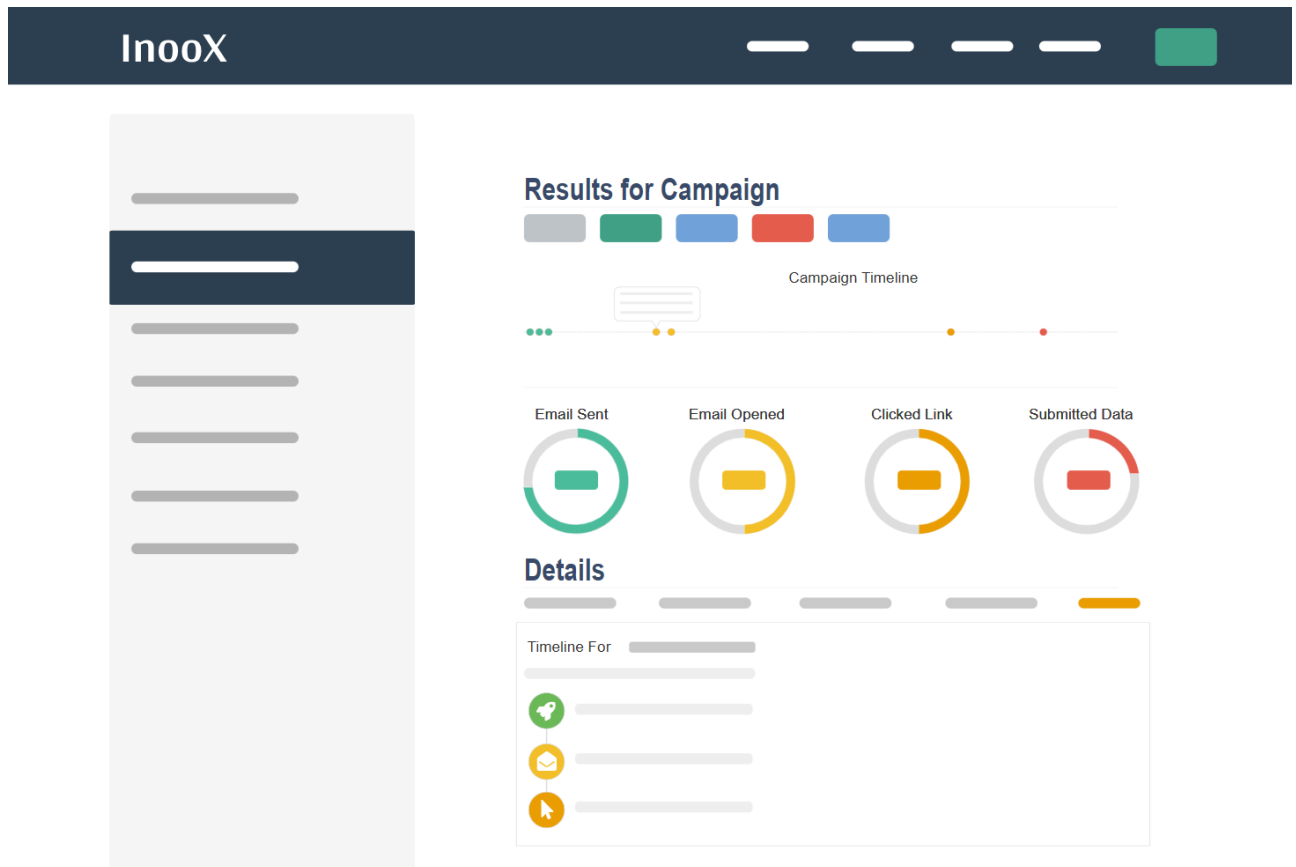 InooX
Results for Campaign
Campaign Timeline
Email Sent
Email Opened
Clicked Link
Submitted Data
Details
Timeline For